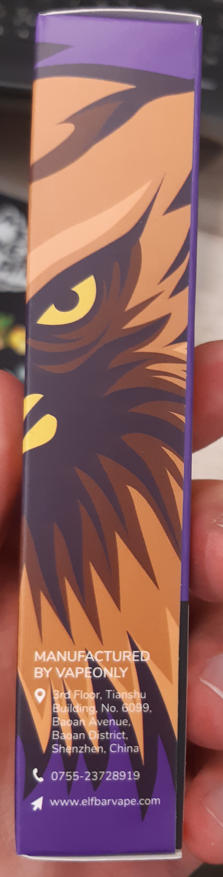 MANUFACTURED
BY VAPEONLY
3rd Floor, Tianshu
Building, No. 6099,
Baoan Avenue,
Baoan District,
Shenzhen, China
0755-23728919
www.elfbarvape.com